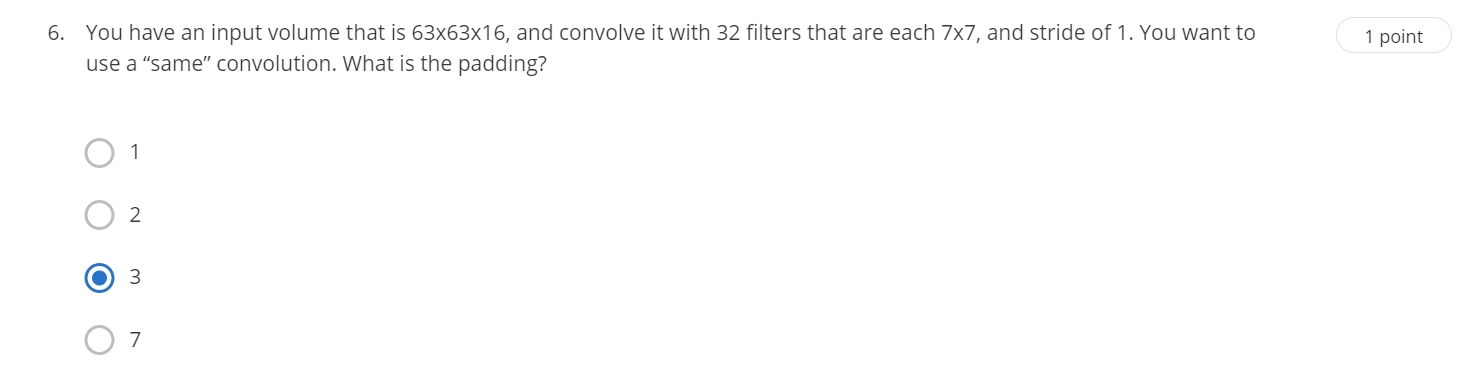 6. You have an input volume that is 63x63x16, and convolve it with 32 filters that are each 7x7, and stride of 1. You want to
use a “same” convolution. What is the padding?
1 point
1
2
3
7